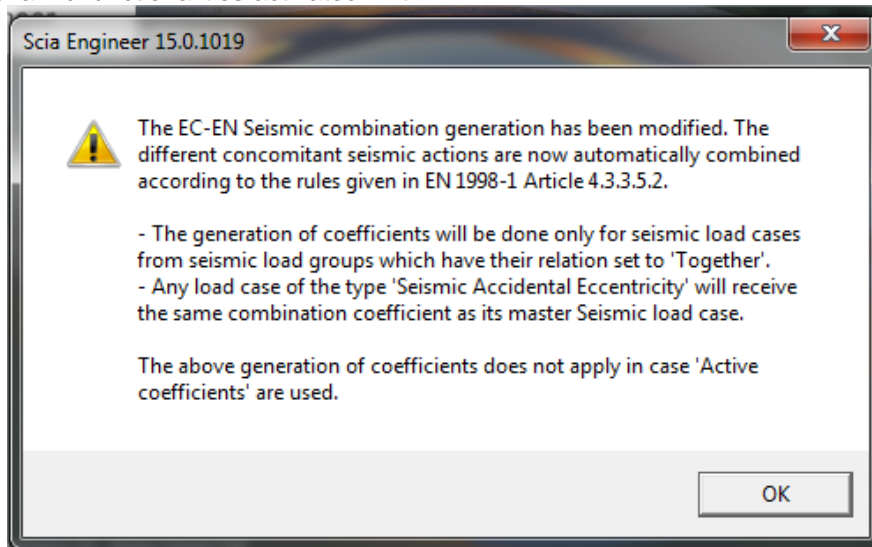 Scia Engineer 15.0.1019
The EC-EN Seismic combination generation has been modified. The
different concomitant seismic actions are now automatically combined
according to the rules given in EN 1998-1 Article 4.3.3.5.2.
- The generation of coefficients will be done only for seismic load cases
from seismic load groups which have their relation set to 'Together'.
- Any load case of the type 'Seismic Accidental Eccentricity' will receive
the same combination coefficient as its master Seismic load case.
The above generation of coefficients does not apply in case 'Active
coefficients' are used.
OK